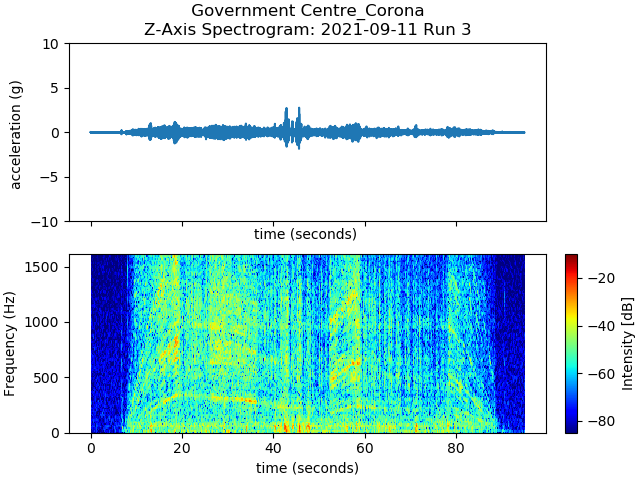 Government Centre_Corona
Z-Axis Spectrogram: 2021-09-11 Run 3
10
5
0
−5
−10
acceleration (g)
time (seconds)
1500
1000
500
0
Frequency (Hz)
0 20 40 60 80
time (seconds)
−20
−40
−60
−80
Intensity [dB]